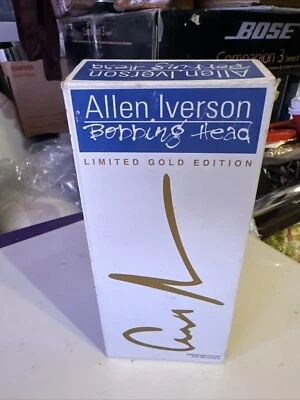 BOSE
Companion 3
Allen Iverson
Bobbing Head
Allen Iverson
Bobbing Head
LIMITED GOLD EDITION